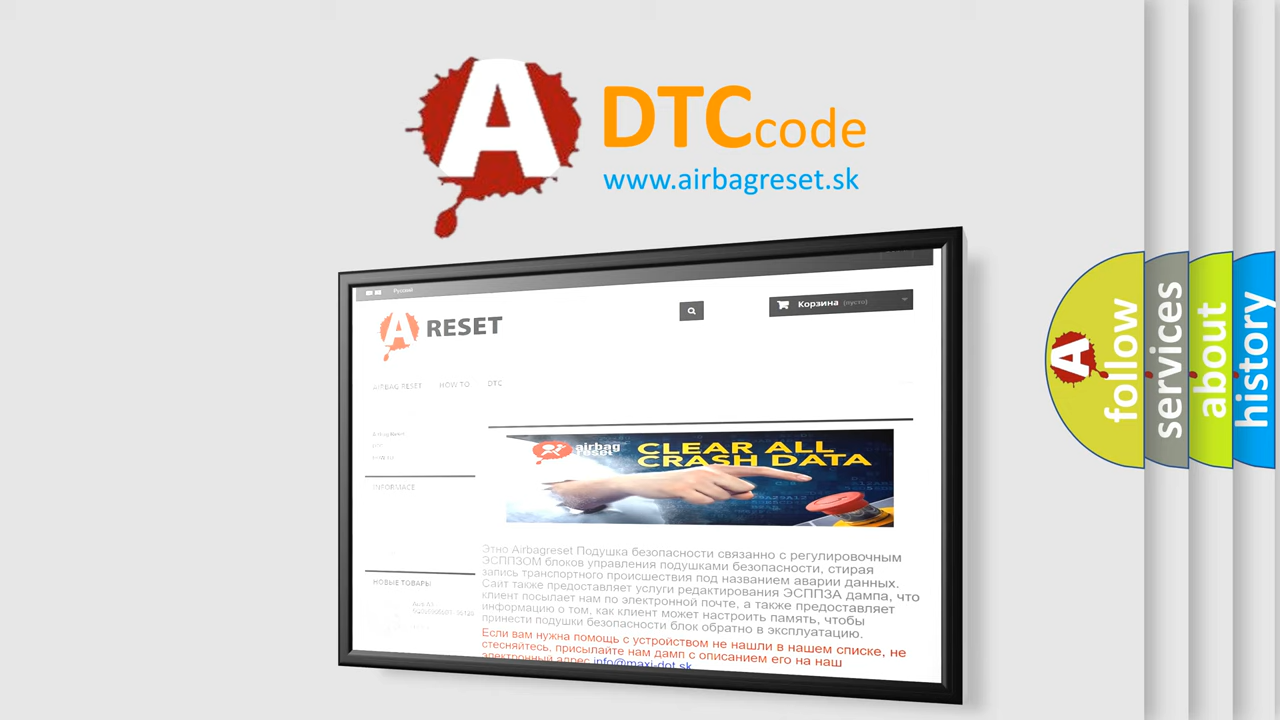 A
DTC code
www.airbagreset.sk
Русский
A RESET
Корзина (пусто)
AIRBAG RESET HOW TO DTC
INFORMACE
airbag
reset
CLEAR ALL
CRASH DATA
Этно Airbagreset Подушка безопасности связанно с регулировочным
ЭСППЗОМ блоков управления подушками безопасности, стирая
запись транспортного происшествия под названием аварии данных.
Сайт также предоставляет услуги редактирования ЭСППЗА дампа, что
клиент посылает нам по электронной почте, а также предоставляет
информацию о том, как клиент может настроить память, чтобы
принести подушки безопасности блок обратно в эксплуатацию.
Если вам нужна помощь с устройством не нашли в нашем списке, не
стесняйтесь, присылайте нам дамп с описанием его на наш
электронный адрес info@maxi-dot.sk
НОВЫЕ ТОВАРЫ
A
follow
services
about
history